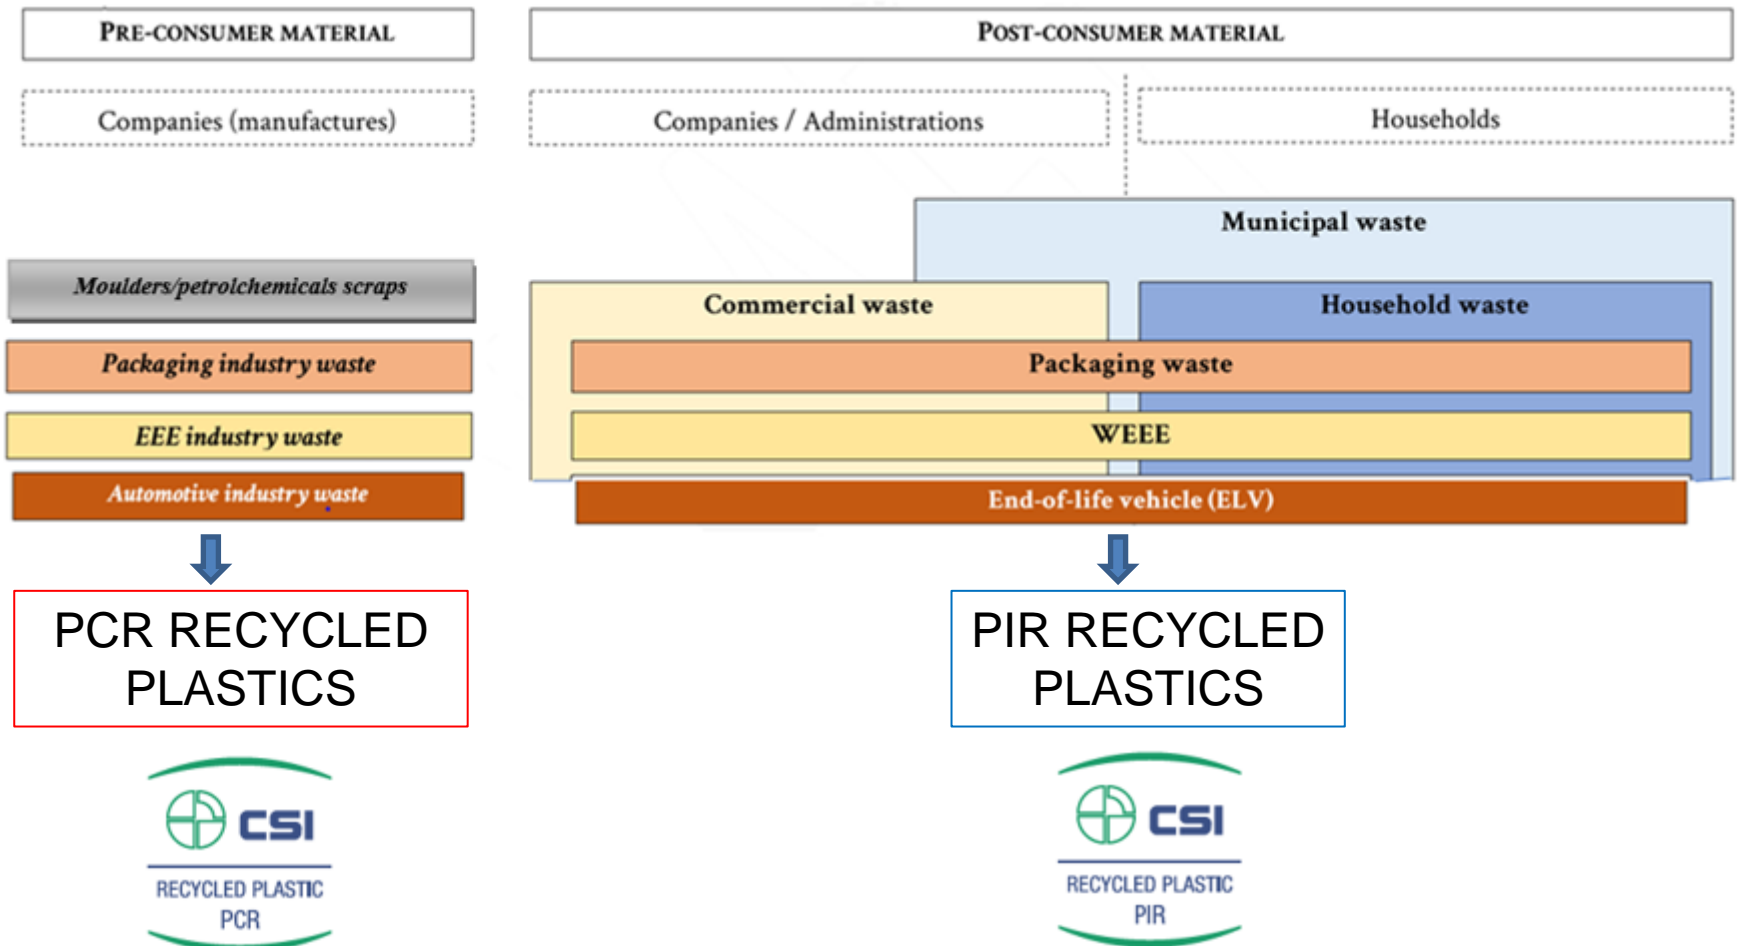 PRE-CONSUMER MATERIAL
POST-CONSUMER MATERIAL
Companies (manufactures)
Companies / Administrations
Households
Municipal waste
Moulders/petrolchemicals scraps
Commercial waste
Household waste
Packaging industry waste
Packaging waste
EEE industry waste
WEEE
Automotive industry waste
End-of-life vehicle (ELV)
PCR RECYCLED
PLASTICS
PIR RECYCLED
PLASTICS
CSI
RECYCLED PLASTIC
PCR
CSI
RECYCLED PLASTIC
PIR